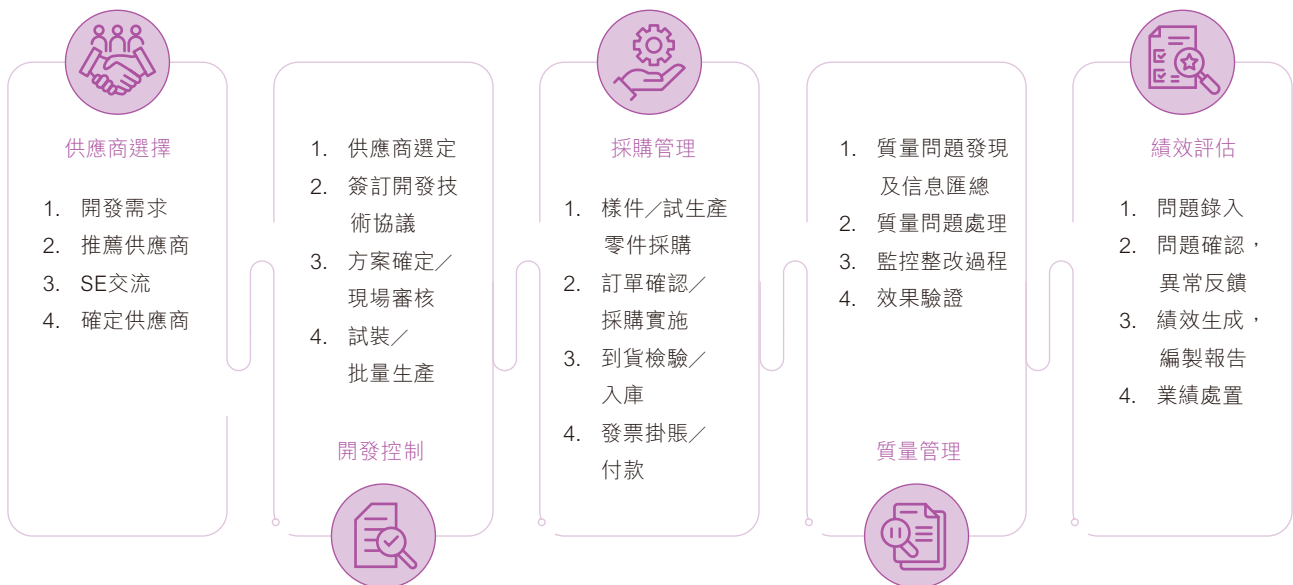 供應商選擇
1. 開發需求
2. 推薦供應商
3. SE交流
4. 確定供應商
1. 供應商選定
2. 簽訂開發技
術協議
3. 方案確定／
現場審核
4. 試裝／
批量生產
開發控制
採購管理
1. 樣件／試生產
零件採購
2. 訂單確認／
採購實施
3. 到貨檢驗／
入庫
4. 發票掛賬／
付款
1. 質量問題發現
及信息匯總
2. 質量問題處理
3. 監控整改過程
4. 效果驗證
質量管理
績效評估
1. 問題錄入
2. 問題確認，
異常反饋
3. 績效生成，
編製報告
4. 業績處置